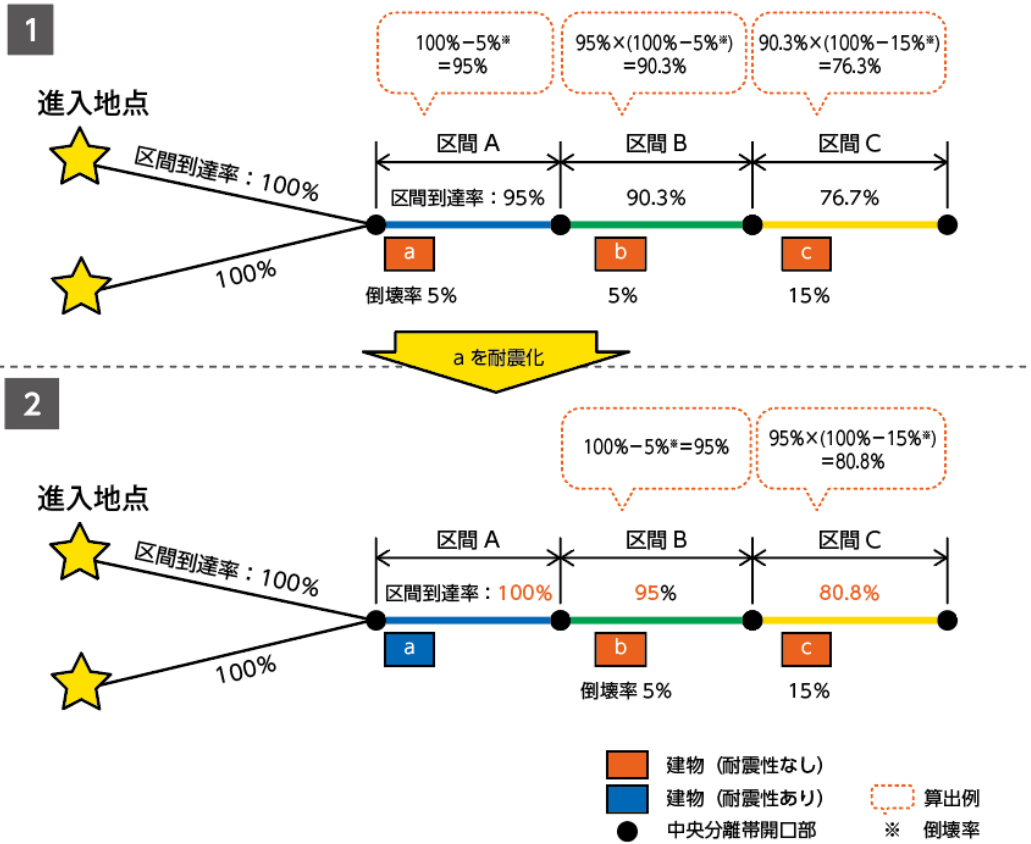 1
100%−5%※
=95%
95%×(100%−5%※)
=90.3%
90.3%×(100%−15%※)
=76.3%
進入地点
区間到達率：100%
100%
区間 A
区間 B
区間 C
区間到達率：95%
90.3%
76.7%
a
b
c
倒壊率 5%
5%
15%
a を耐震化
2
100%−5%※=95%
95%×(100%−15%※)
=80.8%
進入地点
区間到達率：100%
100%
区間 A
区間 B
区間 C
区間到達率：100%
95%
80.8%
a
b
c
倒壊率 5%
15%
建物（耐震性なし）
建物（耐震性あり）
算出例
中央分離帯開口部
※ 倒壊率